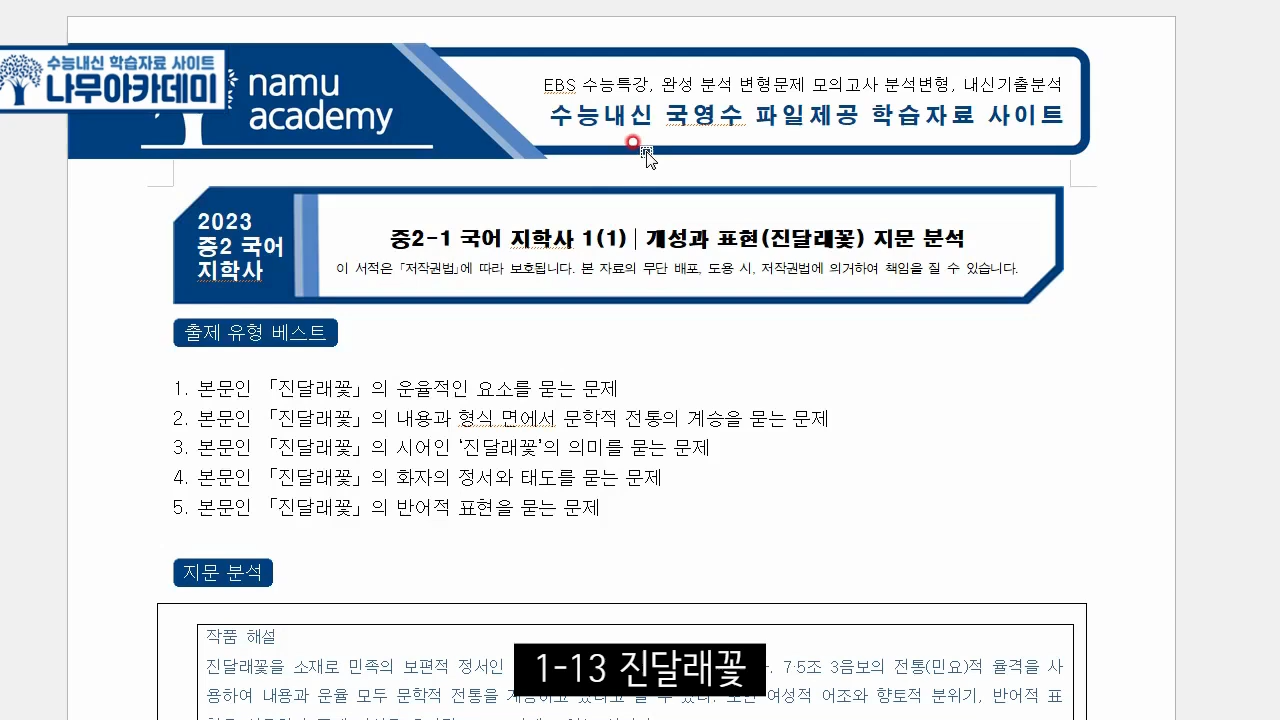 수능내신 학습자료 사이트
나무아카데미
namu
academy
EBS 수능특강, 완성 분석 변형문제 모의고사 분석변형, 내신기출분석
수능내신 국영수 파일제공 학습자료 사이트
2023
중2 국어
지학사
중2-1 국어 지학사 1(1) | 개성과 표현(진달래꽃) 지문 분석
이 서적은 「저작권법」에 따라 보호됩니다. 본 자료의 무단 배포, 도용 시, 저작권법에 의거하여 책임을 질 수 있습니다.
출제 유형 베스트
1. 본문인 「진달래꽃」의 운율적인 요소를 묻는 문제
2. 본문인 「진달래꽃」의 내용과 형식 면에서 문학적 전통의 계승을 묻는 문제
3. 본문인 「진달래꽃」의 시어인 '진달래꽃'의 의미를 묻는 문제
4. 본문인 「진달래꽃」의 화자의 정서와 태도를 묻는 문제
5. 본문인 「진달래꽃」의 반어적 표현을 묻는 문제
지문 분석
작품 해설
진달래꽃을 소재로 민족의 보편적 정서인 7·5조 3음보의 전통(민요)적 율격을 사
용하여 내용과 운율 모두 문학적 전통을 여성적 어조와 향토적 분위기, 반어적 표
1-13 진달래꽃